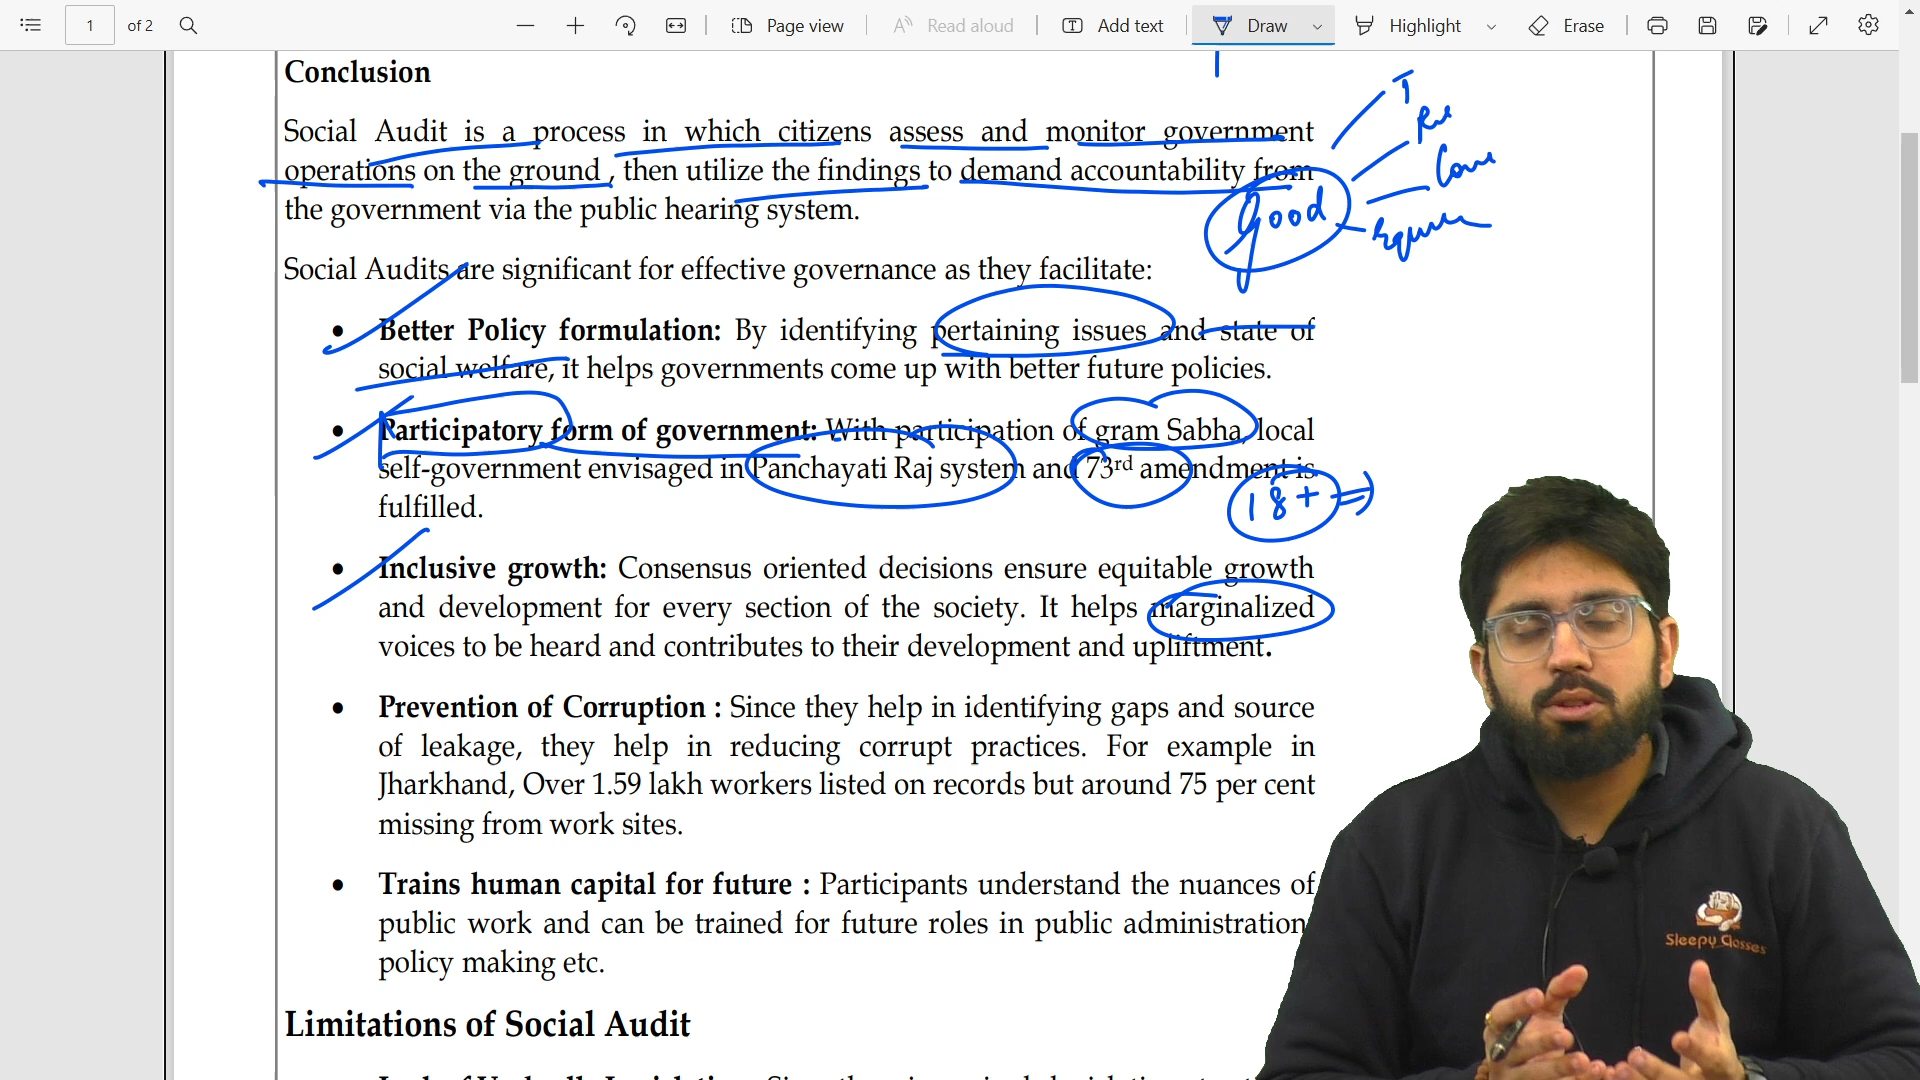 1 of 2 Page view Read aloud Add text Draw Highlight Erase
Conclusion
Social Audit is a process in which citizens assess and monitor government
operations on the ground , then utilize the findings to demand accountability from
the government via the public hearing system.
good
Social Audits are significant for effective governance as they facilitate:
• Better Policy formulation: By identifying pertaining issues and state of
social welfare, it helps governments come up with better future policies.
• Participatory form of government: With participation of gram Sabha, local
self-government envisaged in Panchayati Raj system and 73rd amendment is
18+
fulfilled.
• Inclusive growth: Consensus oriented decisions ensure equitable growth
and development for every section of the society. It helps marginalized
voices to be heard and contributes to their development and upliftment.
• Prevention of Corruption : Since they help in identifying gaps and source
of leakage, they help in reducing corrupt practices. For example in
Jharkhand, Over 1.59 lakh workers listed on records but around 75 per cent
missing from work sites.
• Trains human capital for future : Participants understand the nuances of
public work and can be trained for future roles in public administration
policy making etc.
Sleepy Classes
Limitations of Social Audit